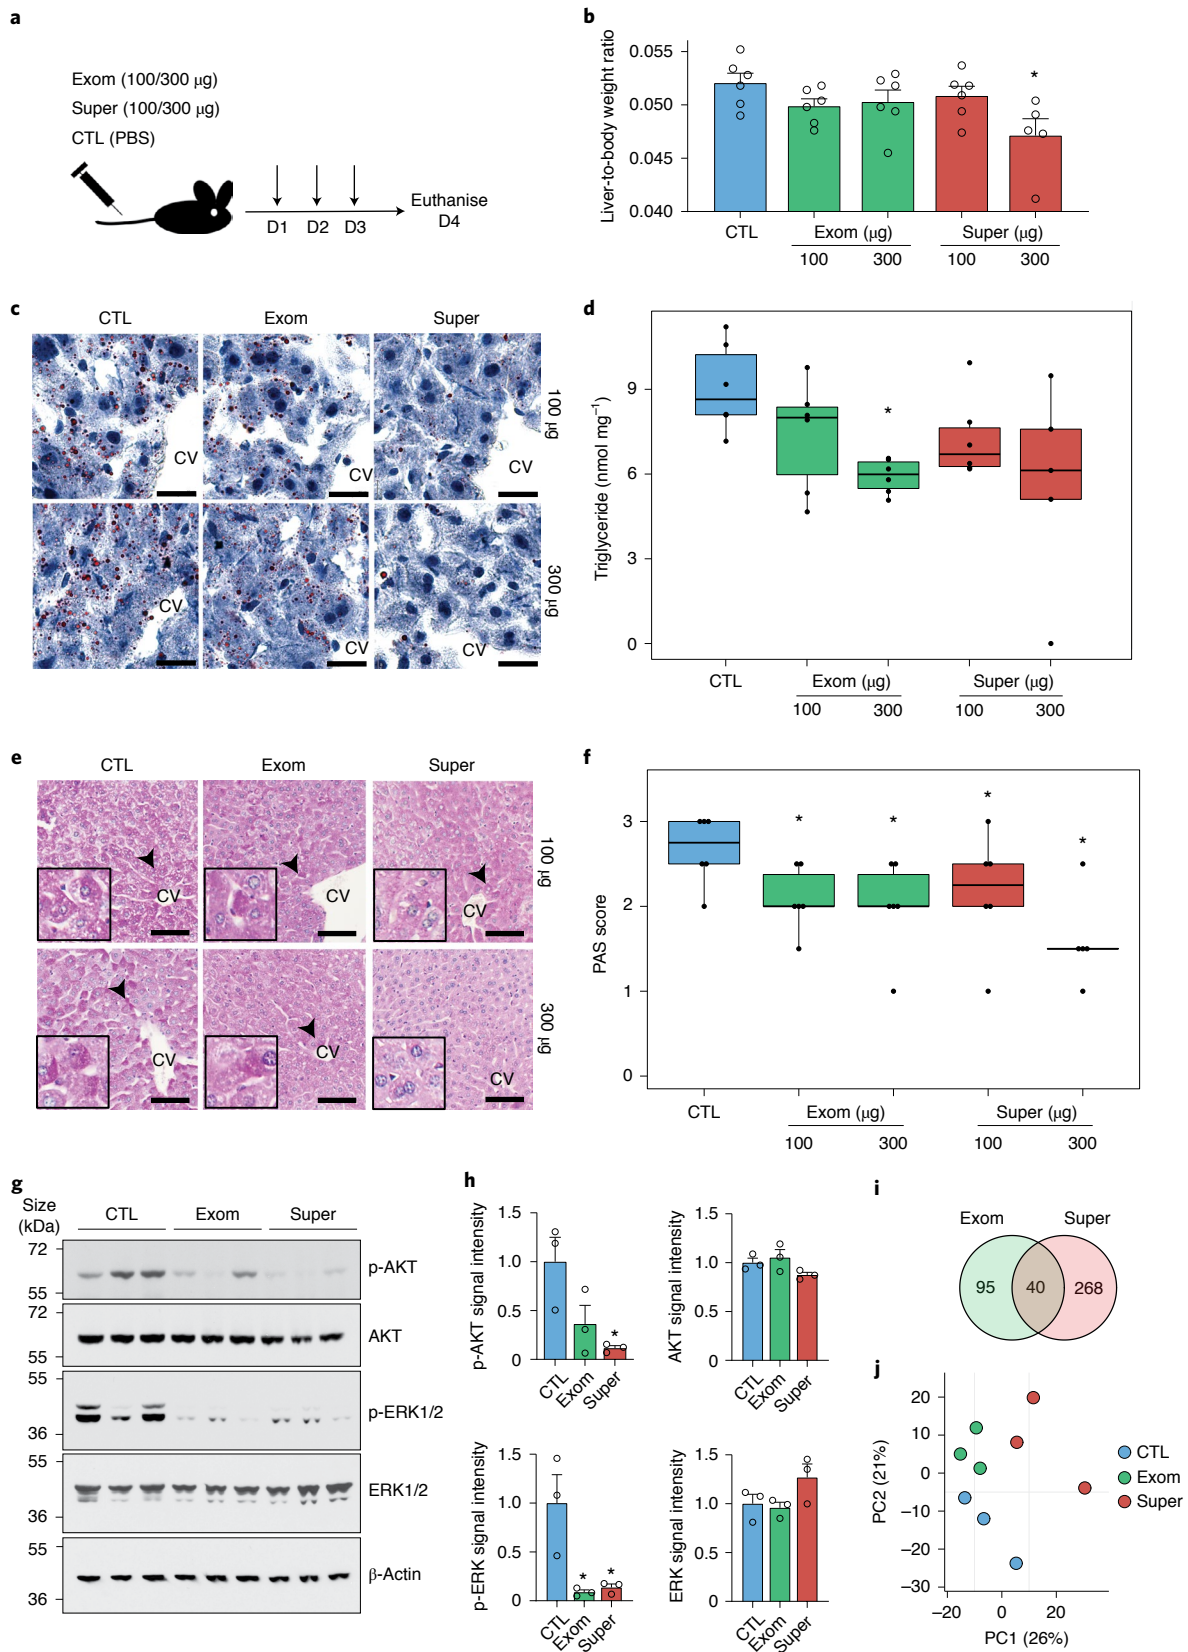 a
Exom (100/300 μg)
Super (100/300 μg)
CTL (PBS)
D1 D2 D3
Euthanise
D4
b
Liver-to-body weight ratio
0.055
0.050
0.045
0.040
*
CTL Exom (μg) Super (μg)
100 300 100 300
c
CTL Exom Super
CV CV CV
100 μg
CV CV CV
300 μg
d
Triglyceride (nmol mg⁻¹)
9
6
3
0
*
CTL Exom (μg) Super (μg)
100 300 100 300
e
CTL Exom Super
CV CV CV
100 μg
CV CV CV
300 μg
f
PAS score
3
2
1
0
* * * *
CTL Exom (μg) Super (μg)
100 300 100 300
g
Size
(kDa)
CTL Exom Super
72
55
p-AKT
72
55
AKT
55
36
p-ERK1/2
55
36
ERK1/2
55
36
β-Actin
h
p-AKT signal intensity
1.5
1.0
0.5
0
*
CTL Exom Super
AKT signal intensity
1.5
1.0
0.5
0
CTL Exom Super
p-ERK signal intensity
1.5
1.0
0.5
0
* *
CTL Exom Super
ERK signal intensity
1.5
1.0
0.5
0
CTL Exom Super
i
Exom Super
95 40 268
j
PC2 (21%)
20
10
0
−10
−20
−30
−20 0 20 40
PC1 (26%)
CTL
Exom
Super